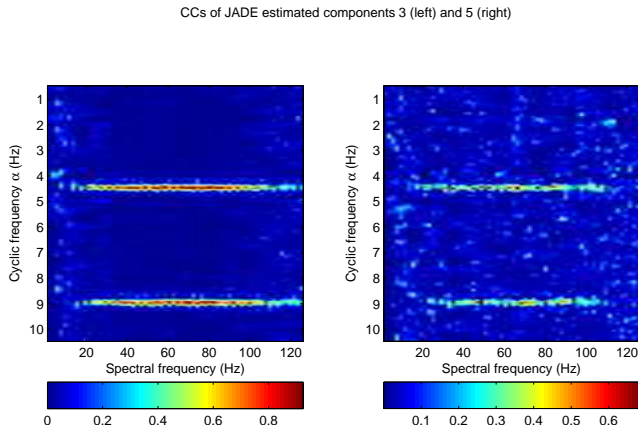 CCs of JADE estimated components 3 (left) and 5 (right)
Cyclic frequency α (Hz)
1
2
3
4
5
6
7
8
9
10
20 40 60 80 100 120
Spectral frequency (Hz)
0 0.2 0.4 0.6 0.8
Cyclic frequency α (Hz)
1
2
3
4
5
6
7
8
9
10
20 40 60 80 100 120
Spectral frequency (Hz)
0.1 0.2 0.3 0.4 0.5 0.6